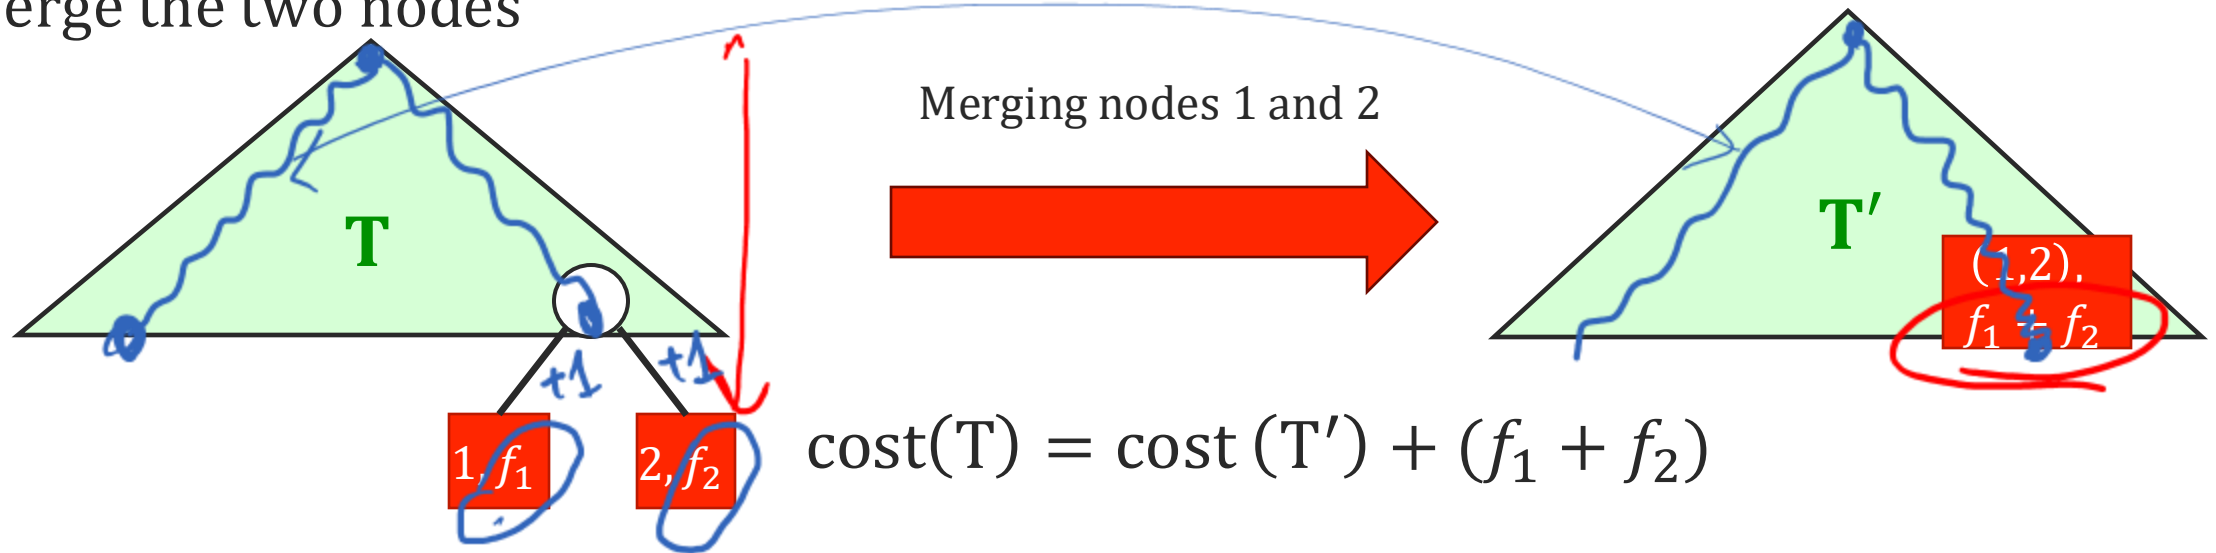 erge the two nodes
Merging nodes 1 and 2
T
T′
(1,2),
f₁ + f₂
+1
+1
1, f₁
2, f₂
cost(T) = cost (T′) + (f₁ + f₂)